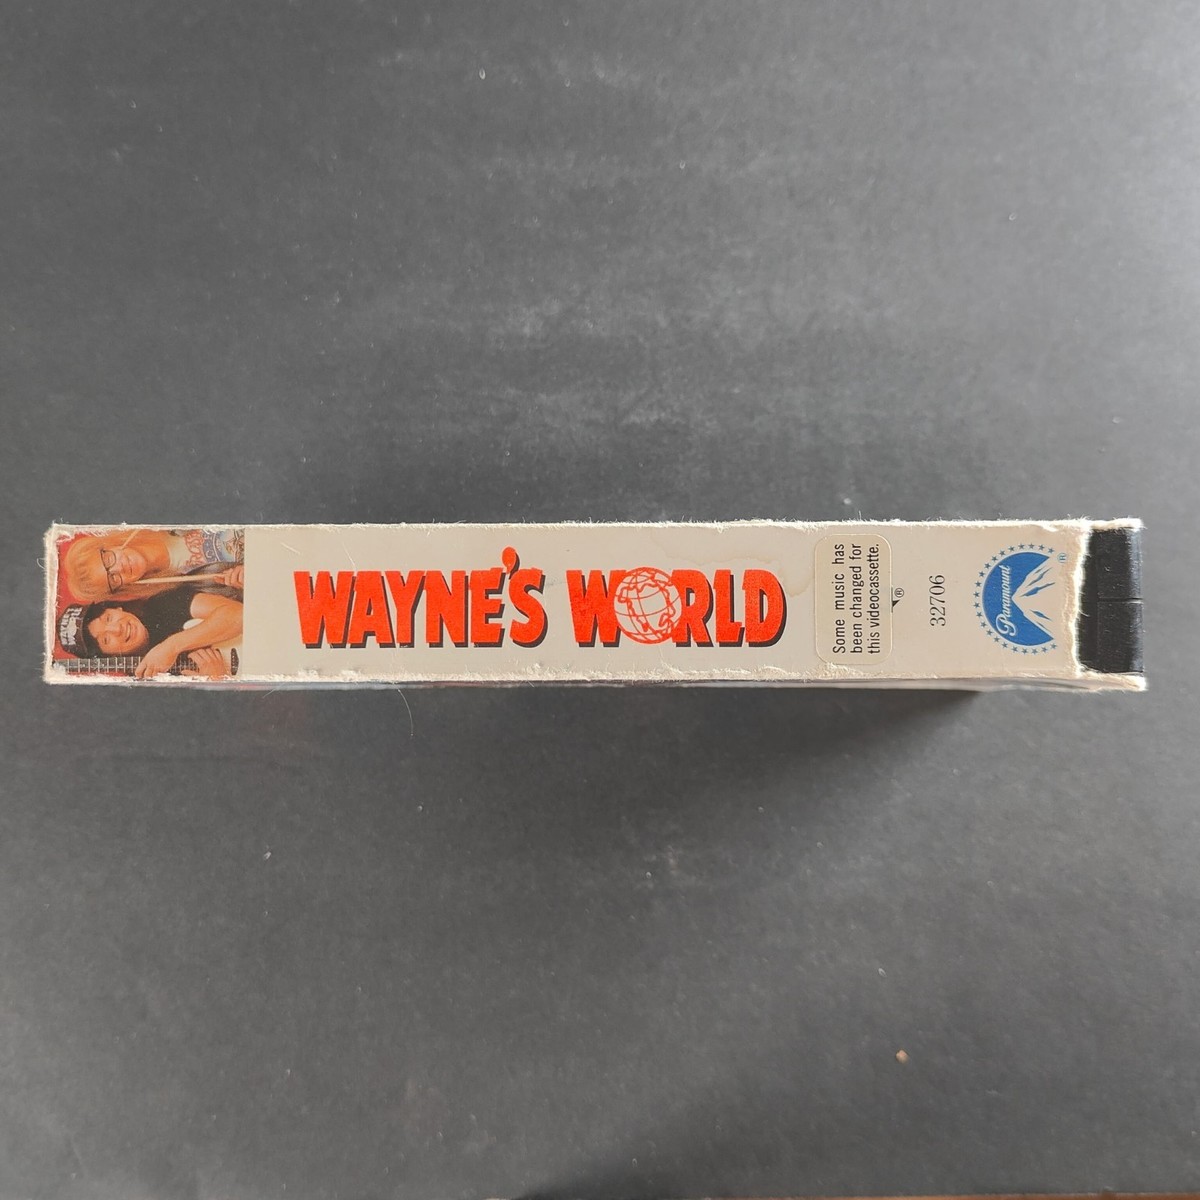 WAYNE'S WORLD
Some music has
been changed for
this videocassette.
®
32706
Paramount
®